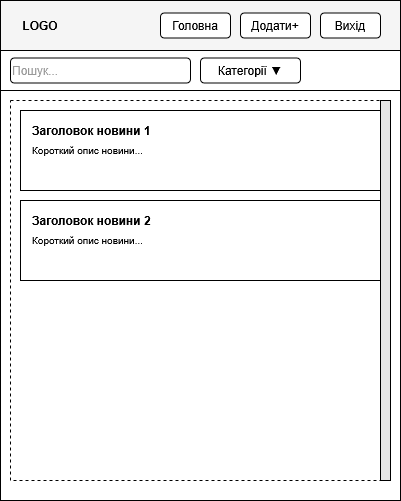 LOGO
Головна
Додати+
Вихід
Пошук...
Категорії ▼
Заголовок новини 1
Короткий опис новини...
Заголовок новини 2
Короткий опис новини...